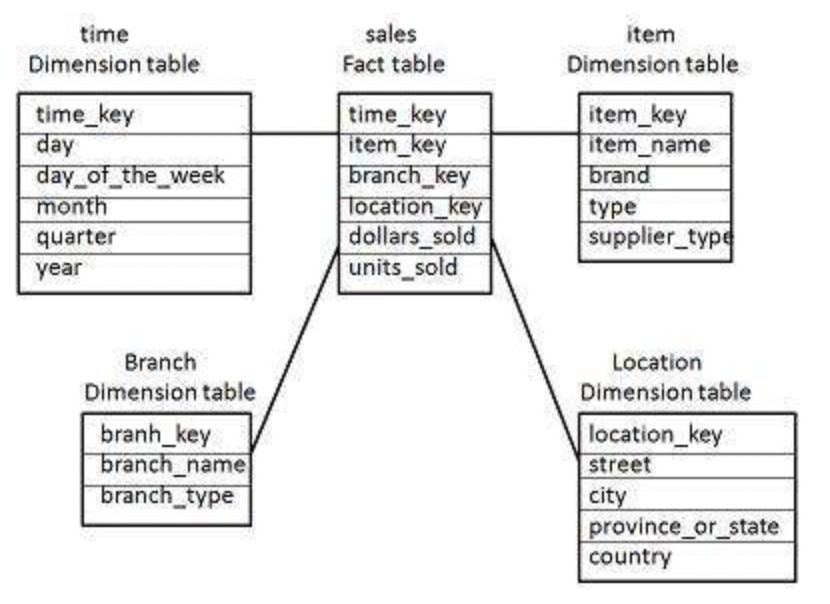 time
Dimension table
time_key
day
day_of_the_week
month
quarter
year
sales
Fact table
time_key
item_key
branch_key
location_key
dollars_sold
units_sold
item
Dimension table
item_key
item_name
brand
type
supplier_type
Branch
Dimension table
branh_key
branch_name
branch_type
Location
Dimension table
location_key
street
city
province_or_state
country